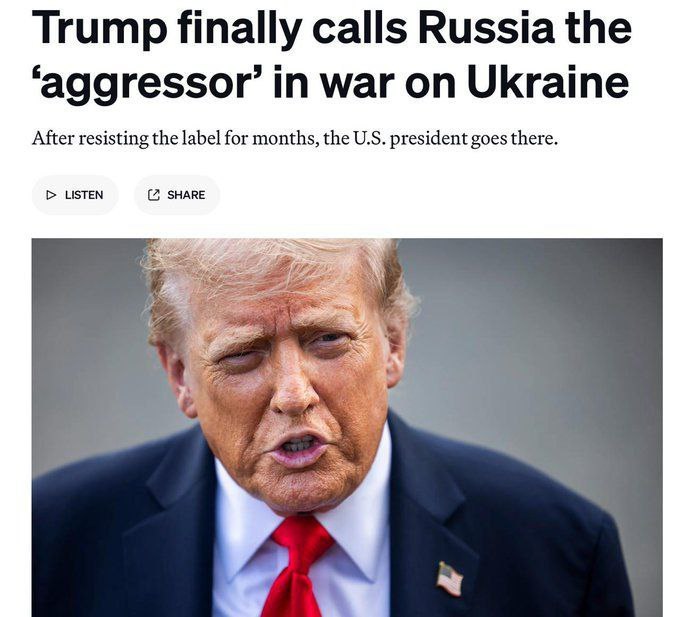 Trump finally calls Russia the
‘aggressor’ in war on Ukraine
After resisting the label for months, the U.S. president goes there.
LISTEN
SHARE